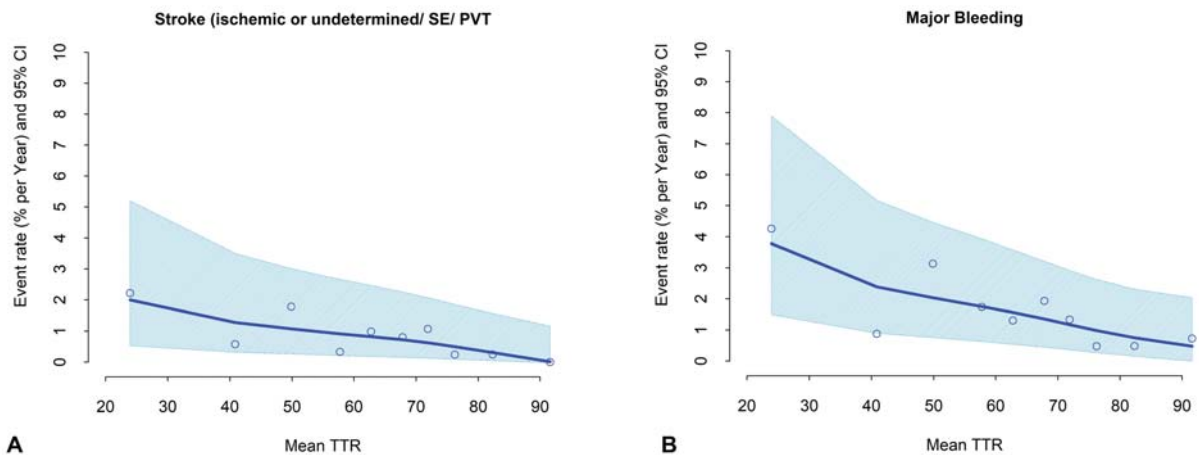 Stroke (ischemic or undetermined/ SE/ PVT
Event rate (% per Year) and 95% CI
10
9
8
7
6
5
4
3
2
1
0
20 30 40 50 60 70 80 90
Mean TTR
A
Major Bleeding
Event rate (% per Year) and 95% CI
10
9
8
7
6
5
4
3
2
1
0
20 30 40 50 60 70 80 90
Mean TTR
B